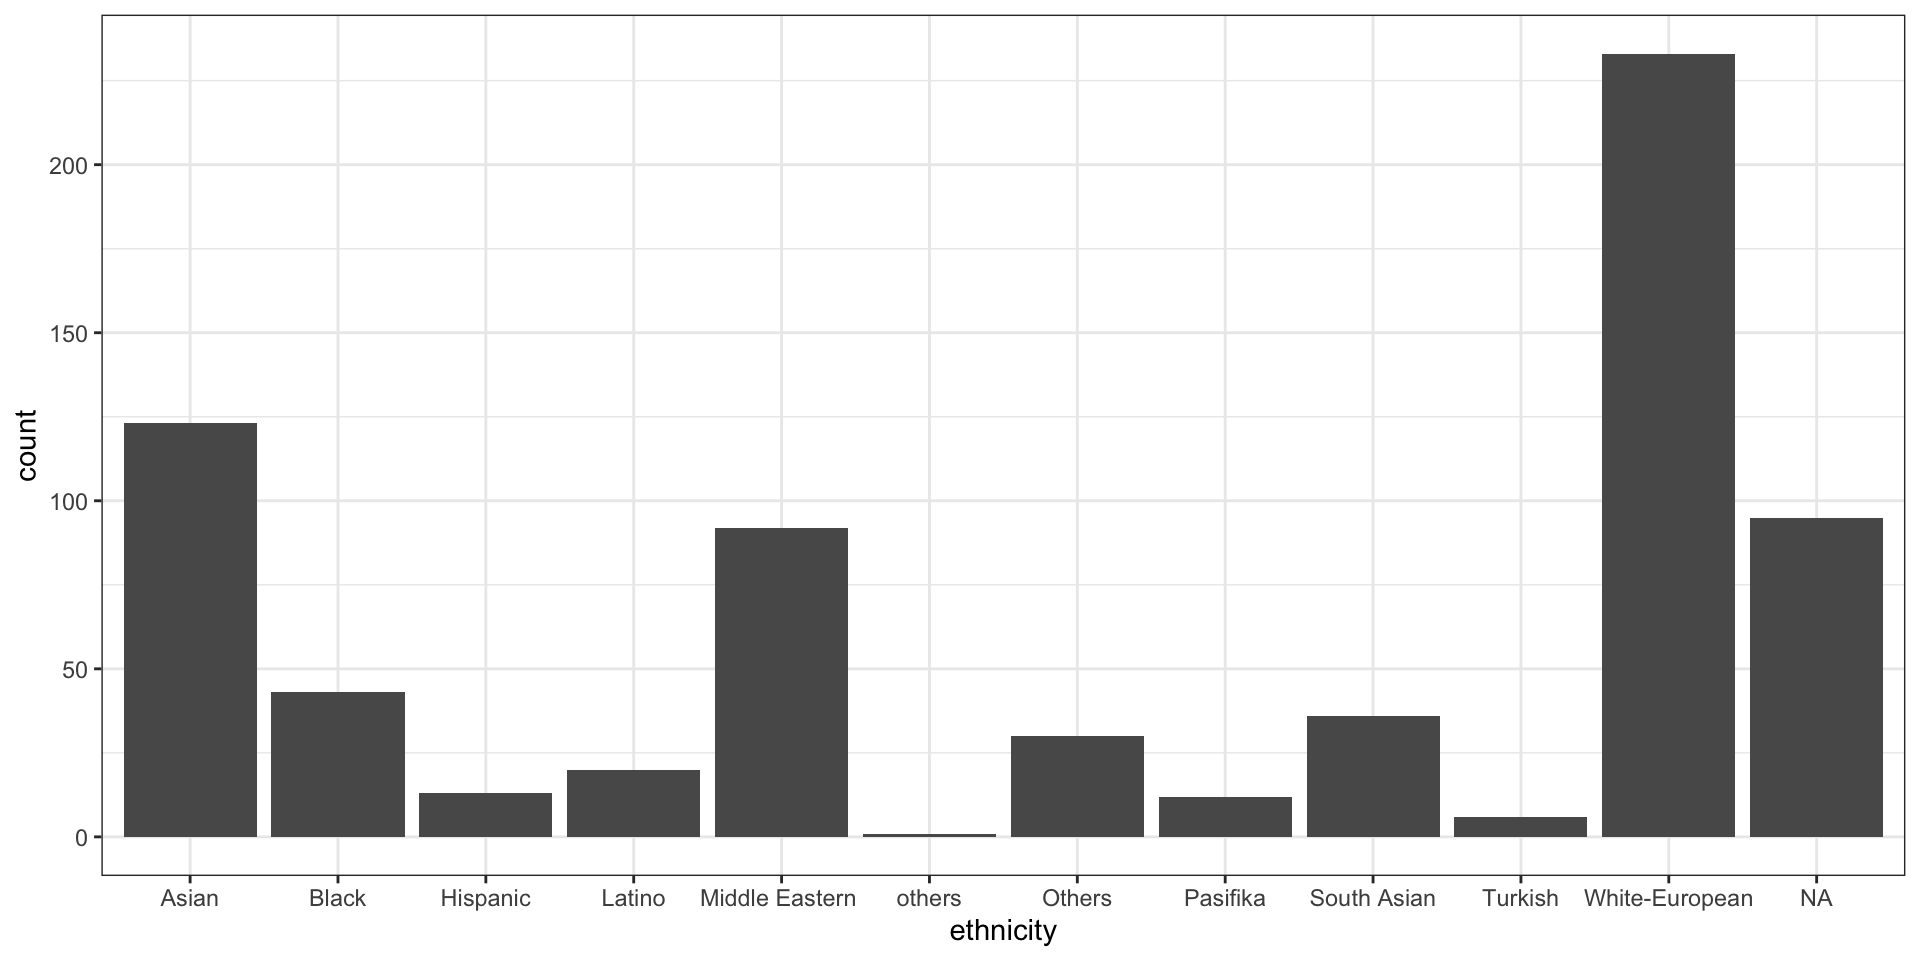 200
150
100
50
0
count
Asian Black Hispanic Latino Middle Eastern others Others Pasifika South Asian Turkish White-European NA
ethnicity